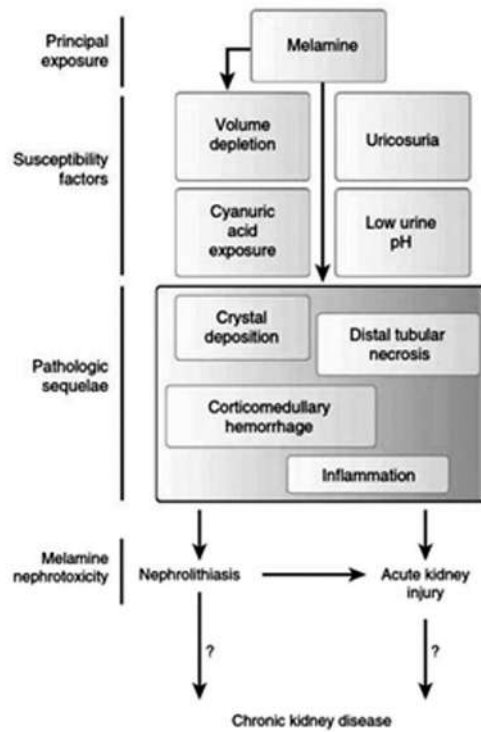 Principal
exposure
Melamine
Susceptibility
factors
Volume
depletion
Uricosuria
Cyanuric
acid
exposure
Low urine
pH
Pathologic
sequelae
Crystal
deposition
Distal tubular
necrosis
Corticomedullary
hemorrhage
Inflammation
Melamine
nephrotoxicity
Nephrolithiasis
Acute kidney
injury
?
?
Chronic kidney disease